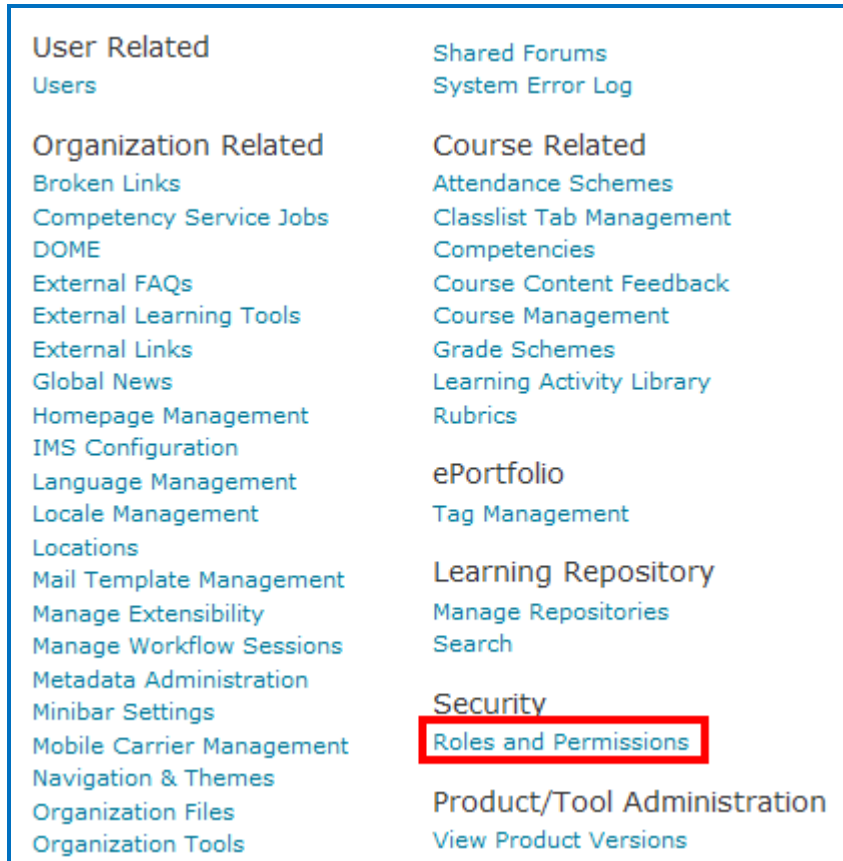 User Related
Users
Organization Related
Broken Links
Competency Service Jobs
DOME
External FAQs
External Learning Tools
External Links
Global News
Homepage Management
IMS Configuration
Language Management
Locale Management
Locations
Mail Template Management
Manage Extensibility
Manage Workflow Sessions
Metadata Administration
Minibar Settings
Mobile Carrier Management
Navigation & Themes
Organization Files
Organization Tools
Shared Forums
System Error Log
Course Related
Attendance Schemes
Classlist Tab Management
Competencies
Course Content Feedback
Course Management
Grade Schemes
Learning Activity Library
Rubrics
ePortfolio
Tag Management
Learning Repository
Manage Repositories
Search
Security
Roles and Permissions
Product/Tool Administration
View Product Versions